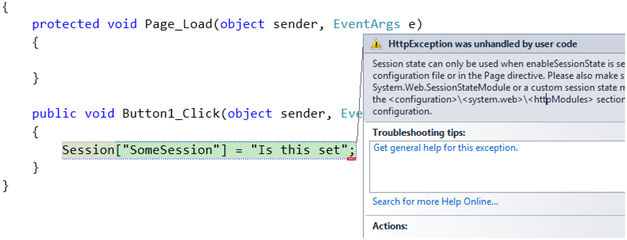 {
protected void Page_Load(object sender, EventArgs e)
{
}
public void Button1_Click(object sender, Eve
{
Session["SomeSession"] = "Is this set";
}
}
HttpException was unhandled by user code
Session state can only be used when enableSessionState is se
configuration file or in the Page directive. Please also make s
System.Web.SessionStateModule or a custom session state m
the <configuration>\<system.web>\<httpModules> section
configuration.
Troubleshooting tips:
Get general help for this exception.
Search for more Help Online...
Actions: